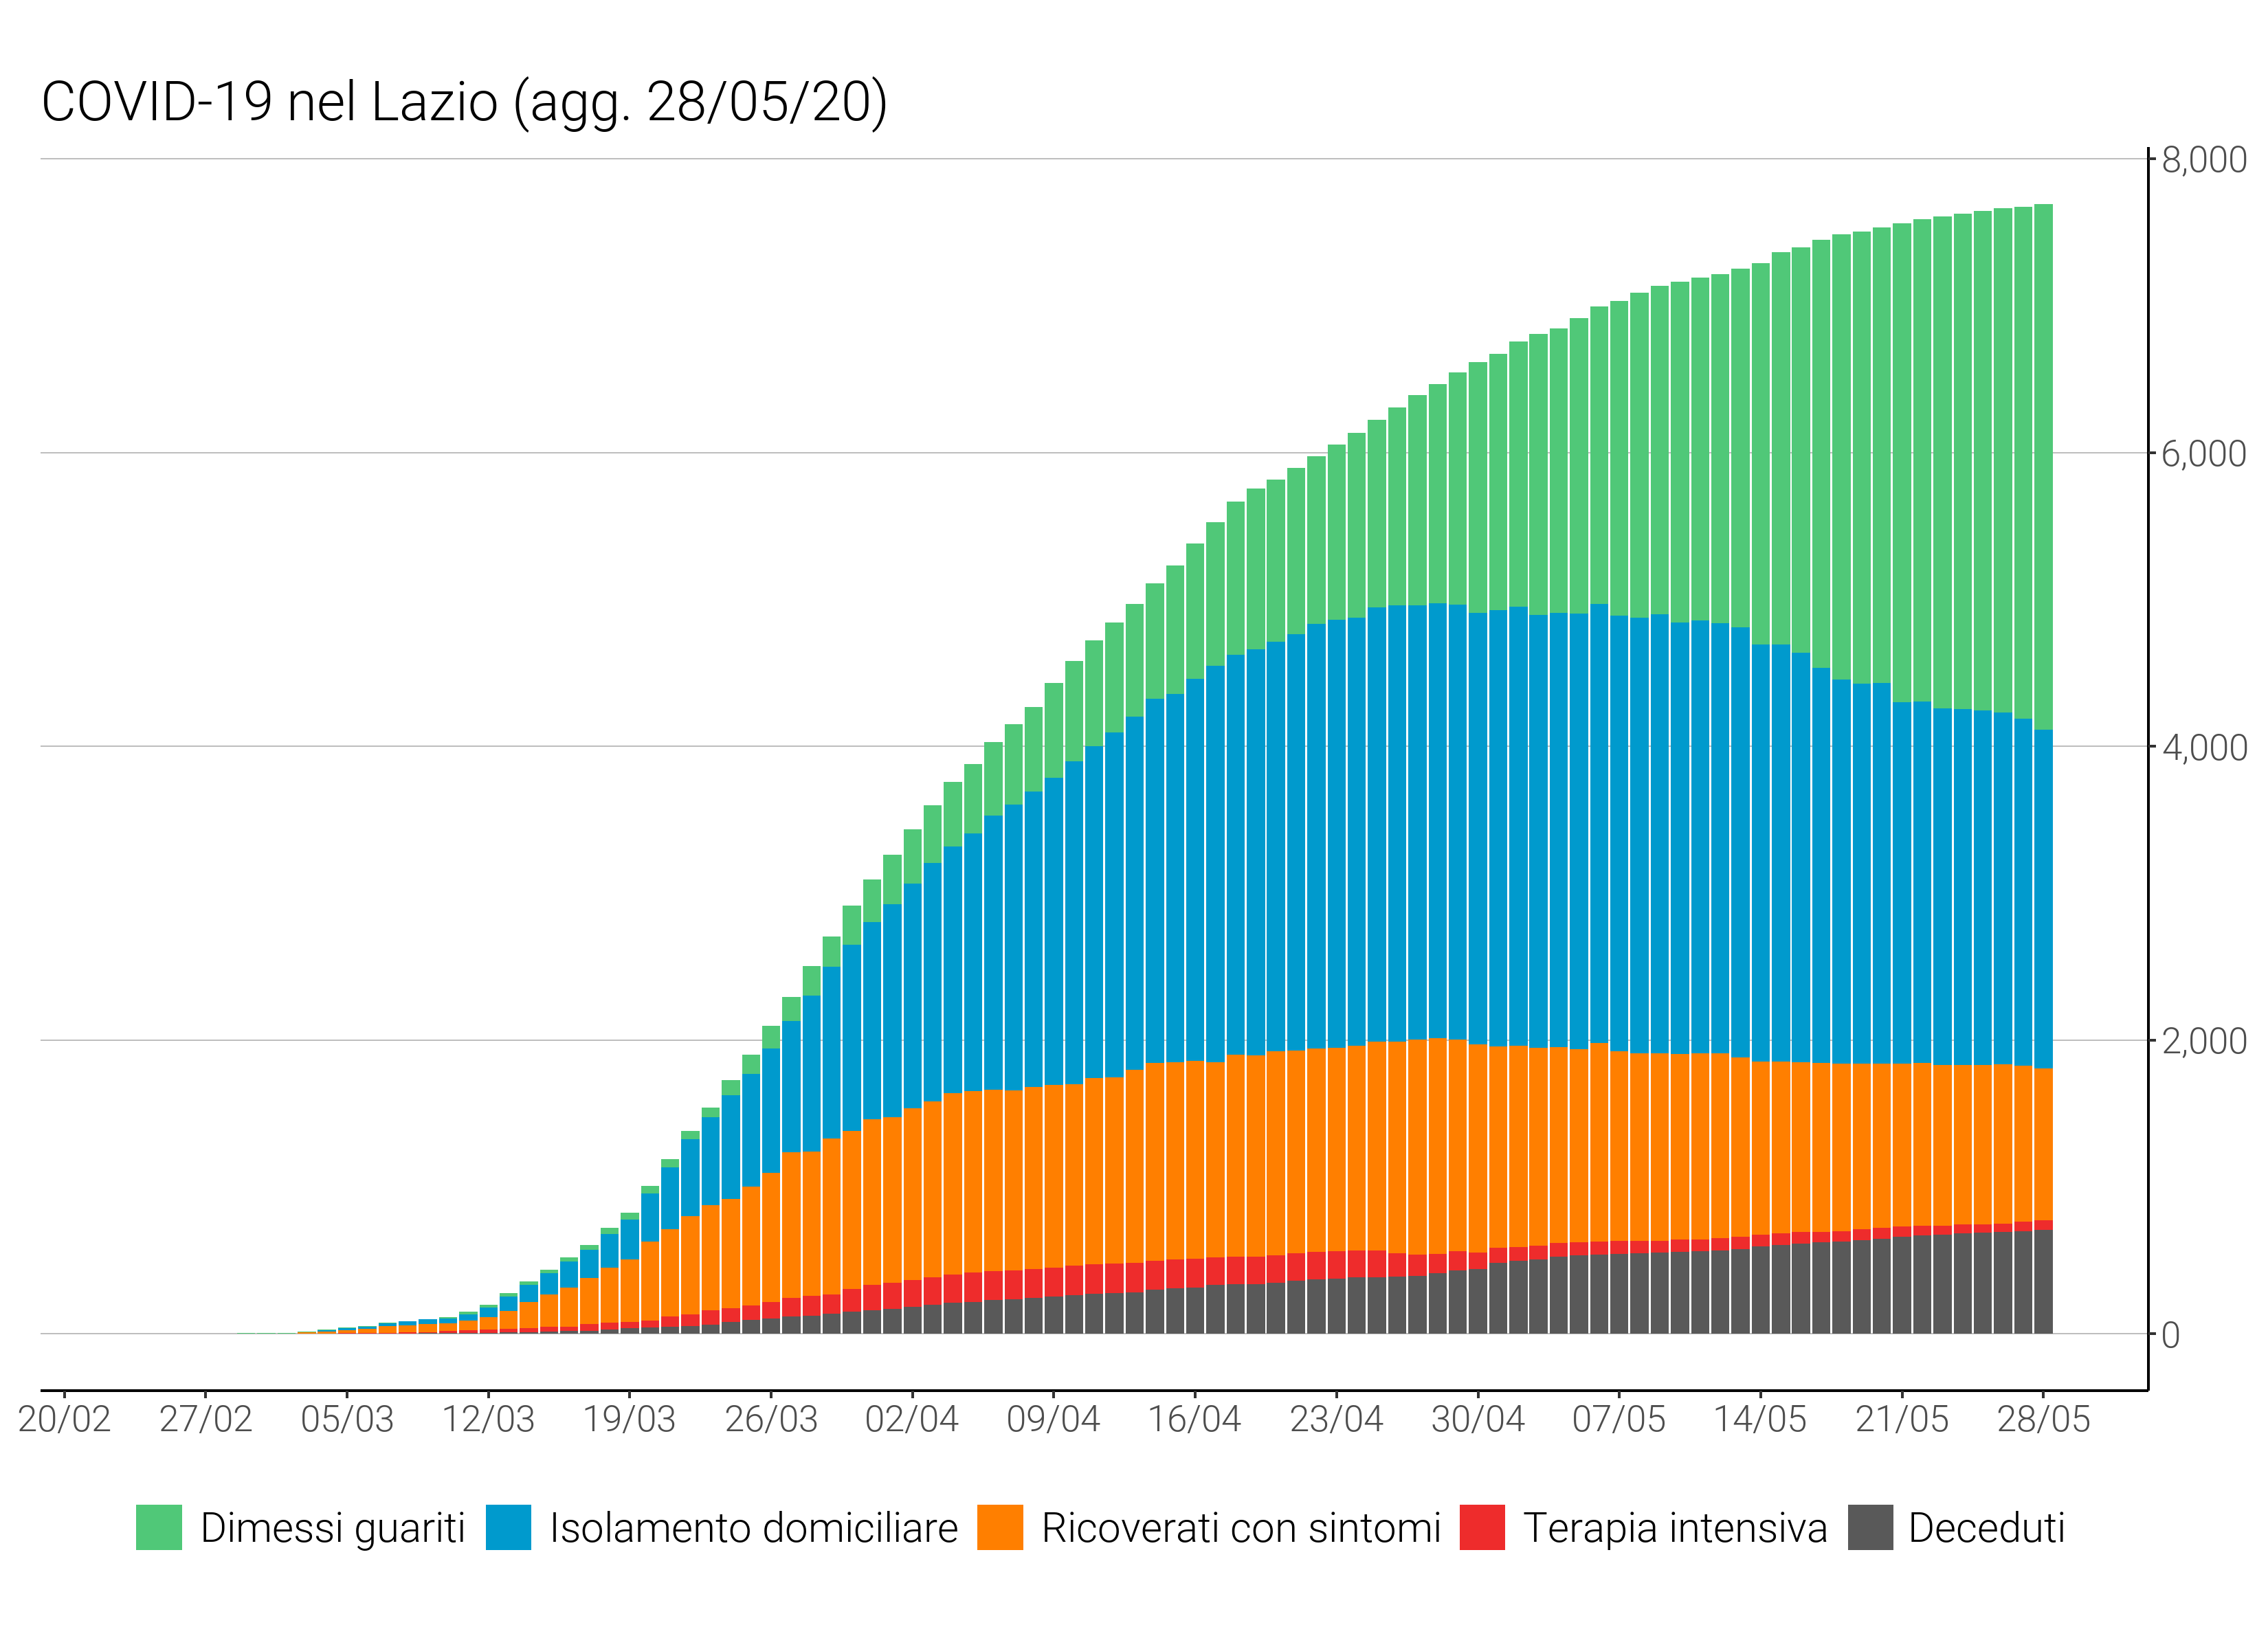 COVID-19 nel Lazio (agg. 28/05/20)
8,000
6,000
4,000
2,000
0
20/02 27/02 05/03 12/03 19/03 26/03 02/04 09/04 16/04 23/04 30/04 07/05 14/05 21/05 28/05
Dimessi guariti Isolamento domiciliare Ricoverati con sintomi Terapia intensiva Deceduti